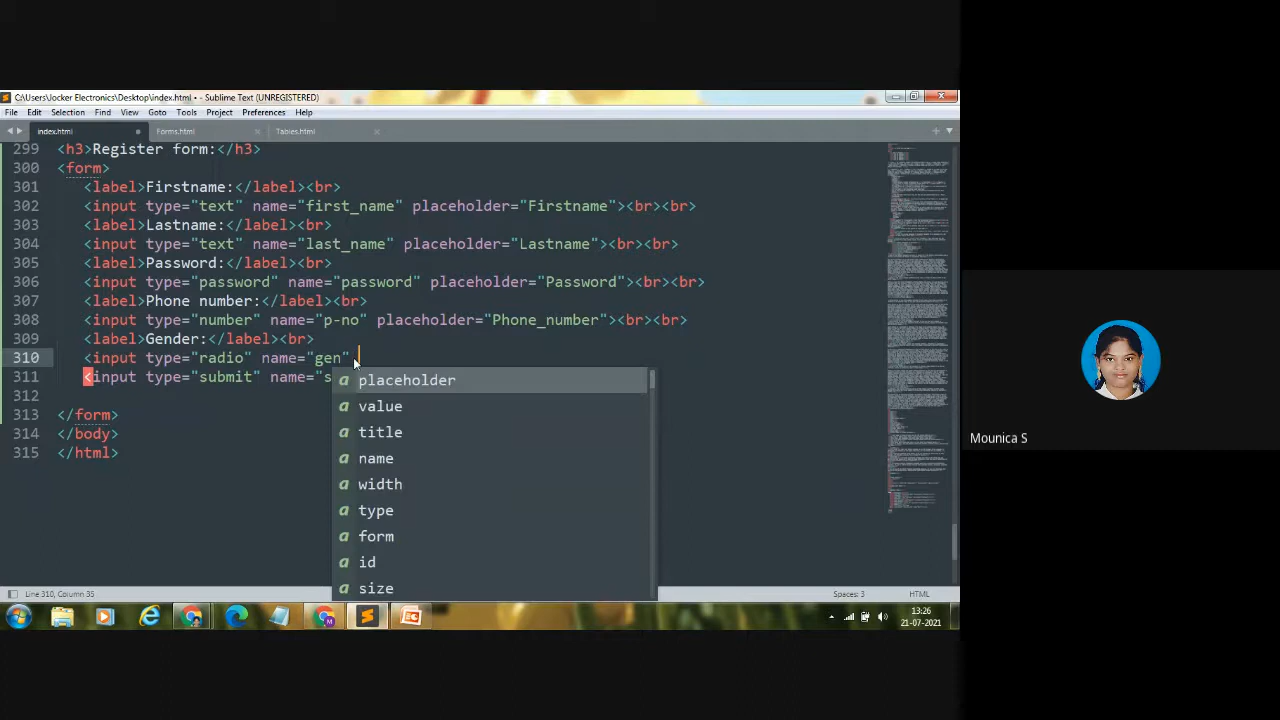 C:\Users\Jocker Electronics\Desktop\index.html • - Sublime Text (UNREGISTERED)
File Edit Selection Find View Goto Tools Project Preferences Help
index.html Forms.html Tables.html
299 <h3>Register form:</h3>
300 <form>
301 <label>Firstname:</label><br>
302 <input type="text" name="first_name" placeholder="Firstname"><br><br>
303 <label>Lastname:</label><br>
304 <input type="text" name="last_name" placeholder="Lastname"><br><br>
305 <label>Password:</label><br>
306 <input type="password" name="password" placeholder="Password"><br><br>
307 <label>Phone number:</label><br>
308 <input type="number" name="p-no" placeholder="Phone_number"><br><br>
309 <label>Gender:</label><br>
310 <input type="radio" name="gen"
311 <input type="submit" name="s
312
313 </form>
314 </body>
315 </html>
a placeholder
a value
a title
a name
a width
a type
a form
a id
a size
Mounica S
Line 310, Column 35 Spaces: 3 HTML
13:26
21-07-2021